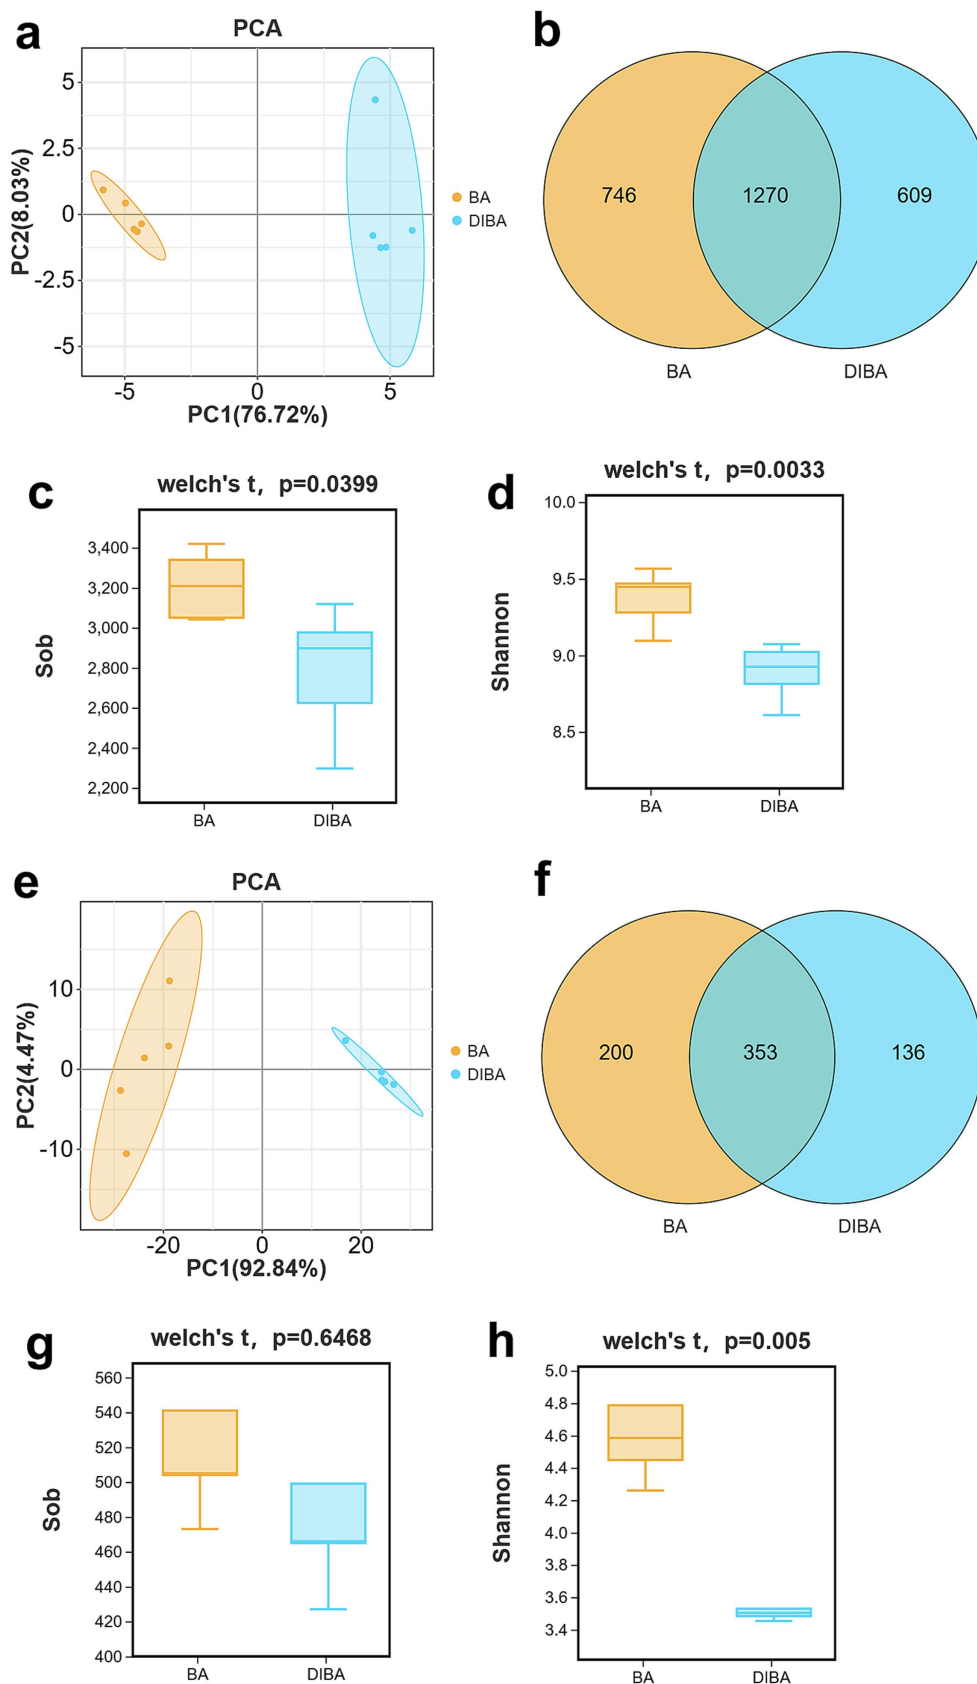 a
PCA
5
2.5
0
-2.5
-5
PC2(8.03%)
-5
0
5
PC1(76.72%)
BA
DIBA
b
746
1270
609
BA
DIBA
c
welch's t, p=0.0399
3,400
3,200
3,000
2,800
2,600
2,400
2,200
Sob
BA
DIBA
d
welch's t, p=0.0033
10.0
9.5
9.0
8.5
Shannon
BA
DIBA
e
PCA
10
0
-10
PC2(4.47%)
-20
0
20
PC1(92.84%)
BA
DIBA
f
200
353
136
BA
DIBA
g
welch's t, p=0.6468
560
540
520
500
480
460
440
420
400
Sob
BA
DIBA
h
welch's t, p=0.005
5.0
4.8
4.6
4.4
4.2
4.0
3.8
3.6
3.4
Shannon
BA
DIBA